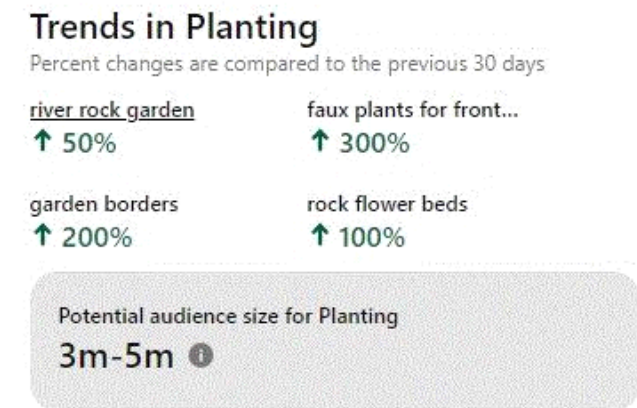 Trends in Planting
Percent changes are compared to the previous 30 days
river rock garden
↑ 50%
faux plants for front...
↑ 300%
garden borders
↑ 200%
rock flower beds
↑ 100%
Potential audience size for Planting
3m-5m